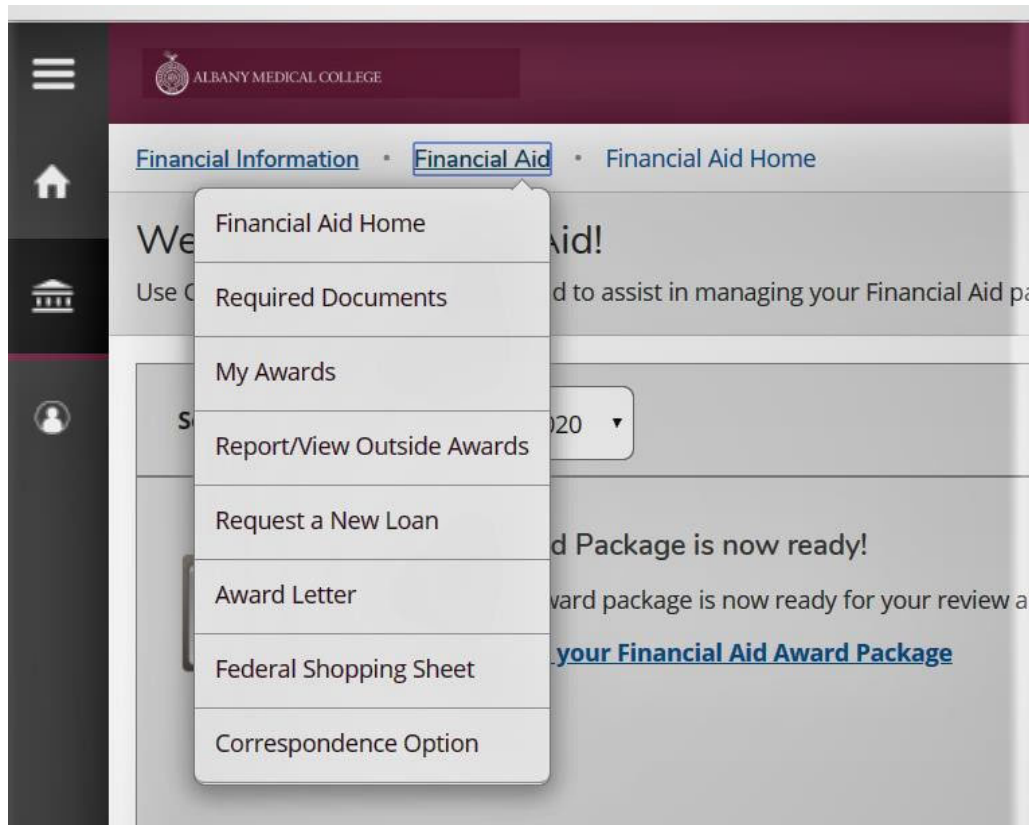 ALBANY MEDICAL COLLEGE
Financial Information • Financial Aid • Financial Aid Home
We Aid!
Use d to assist in managing your Financial Aid
Financial Aid Home
Required Documents
My Awards
Report/View Outside Awards
Request a New Loan
Award Letter
Federal Shopping Sheet
Correspondence Option
020
d Package is now ready!
ward package is now ready for your review a
your Financial Aid Award Package